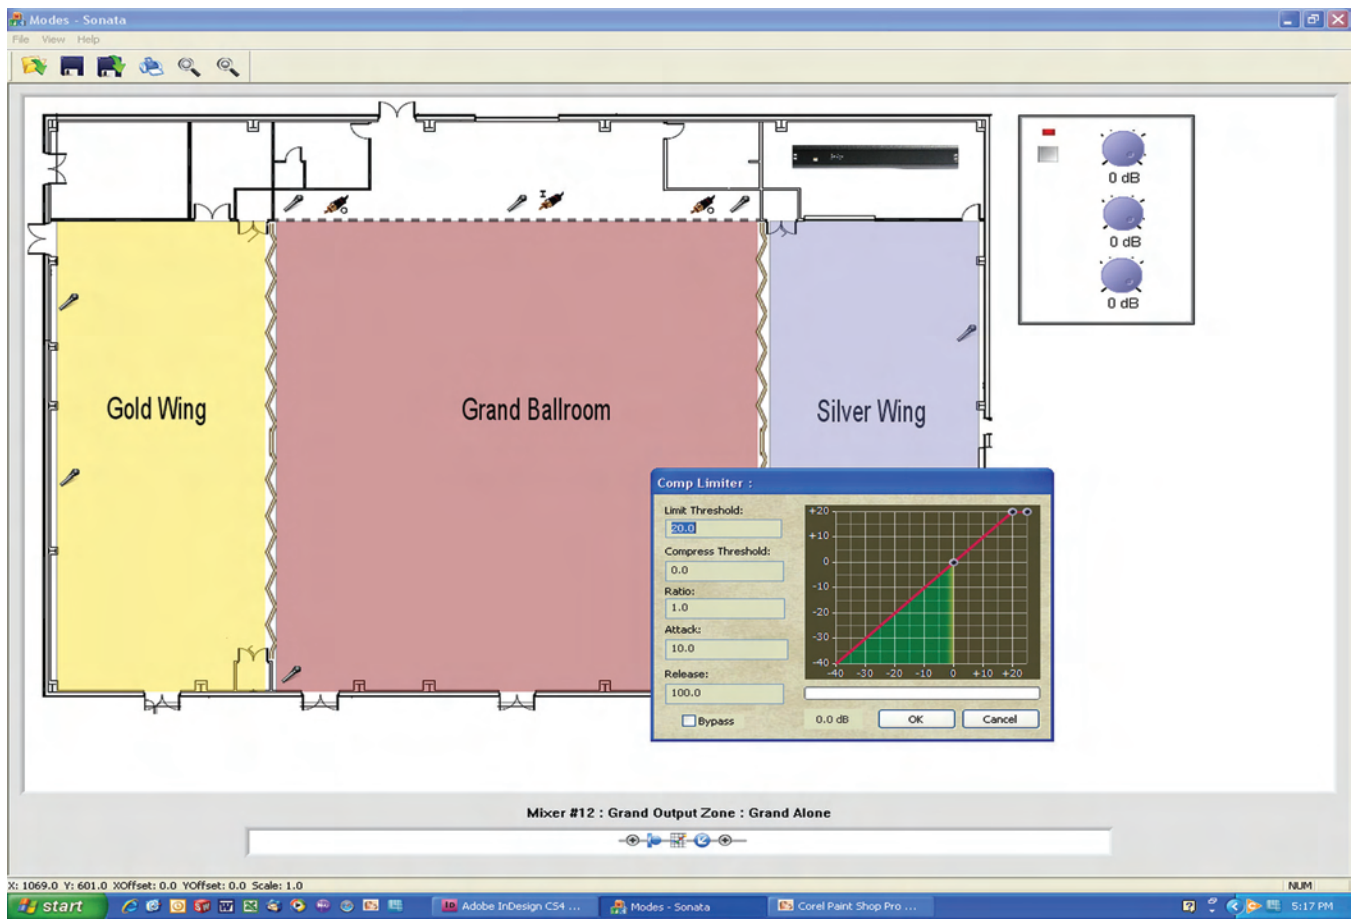 Modes - Sonata
File View Help
0 dB
0 dB
0 dB
Gold Wing
Grand Ballroom
Silver Wing
Comp Limiter :
Limit Threshold:
20.0
Compress Threshold:
0.0
Ratio:
1.0
Attack:
10.0
Release:
100.0
Bypass
+20
+10
0
-10
-20
-30
-40
-40 -30 -20 -10 0 +10 +20
0.0 dB
OK
Cancel
Mixer #12 : Grand Output Zone : Grand Alone
X: 1069.0 Y: 601.0 XOffset: 0.0 YOffset: 0.0 Scale: 1.0
NUM
start
Adobe InDesign CS4 ...
Modes - Sonata
Corel Paint Shop Pro ...
5:17 PM